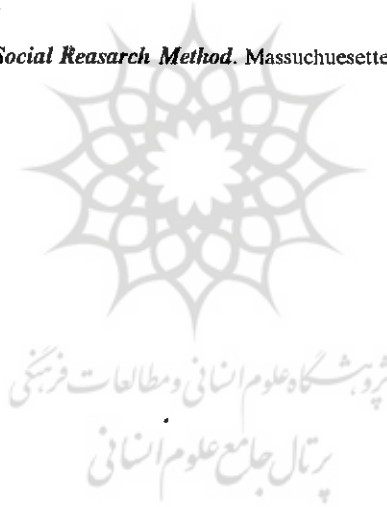 Social Reasarch Method. Massuchuesette
پژوهشگاه علوم انسانی و مطالعات فرهنگی
پرتال جامع علوم انسانی